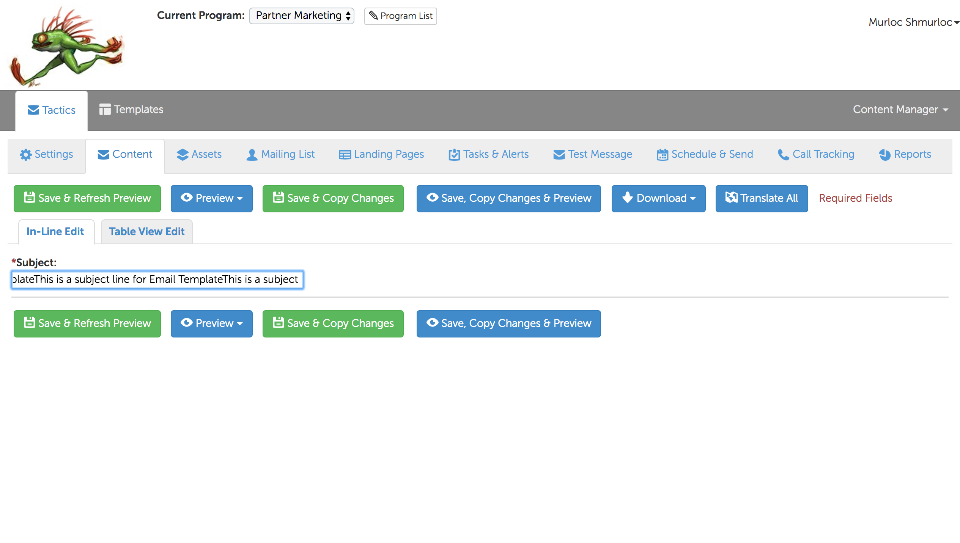 Current Program: Partner Marketing Program List
Murloc Shmurloc
Tactics Templates Content Manager
Settings Content Assets Mailing List Landing Pages Tasks & Alerts Test Message Schedule & Send Call Tracking Reports
Save & Refresh Preview Preview Save & Copy Changes Save, Copy Changes & Preview Download Translate All Required Fields
In-Line Edit Table View Edit
*Subject:
plateThis is a subject line for Email TemplateThis is a subject
Save & Refresh Preview Preview Save & Copy Changes Save, Copy Changes & Preview